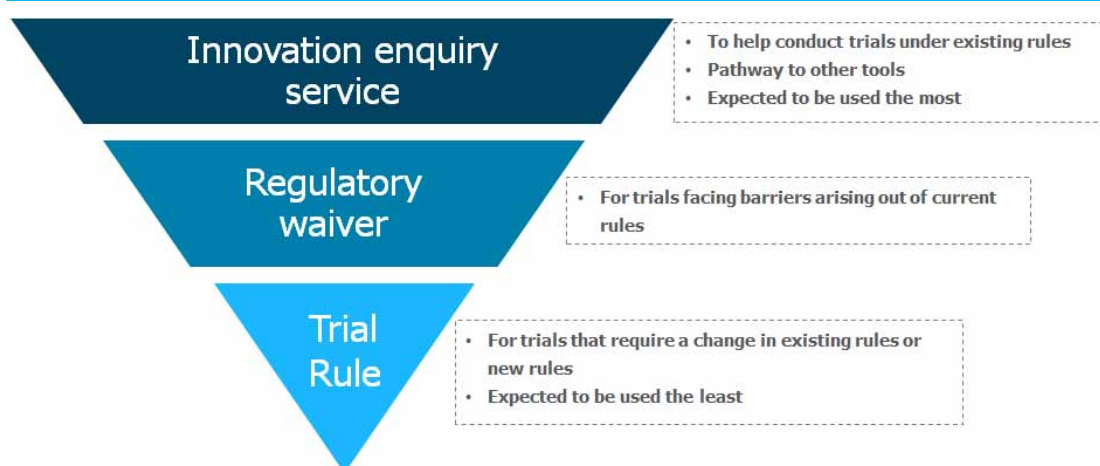 Innovation enquiry
service
• To help conduct trials under existing rules
• Pathway to other tools
• Expected to be used the most
Regulatory
waiver
• For trials facing barriers arising out of current
rules
Trial
Rule
• For trials that require a change in existing rules or
new rules
• Expected to be used the least